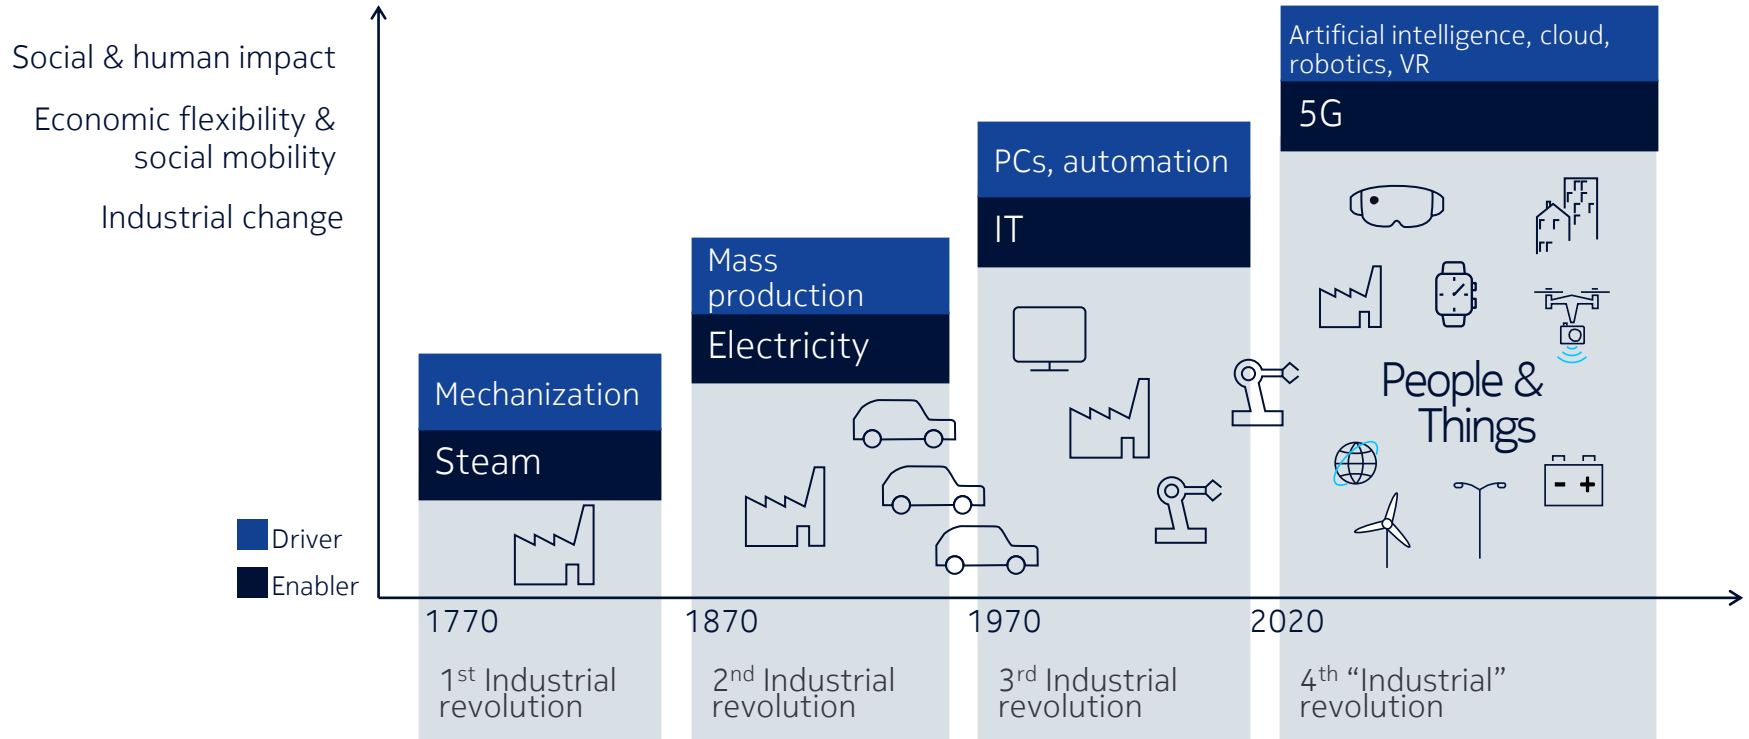 Social & human impact
Economic flexibility &
social mobility
Industrial change
Artificial intelligence, cloud,
robotics, VR
5G
PCs, automation
IT
Mass
production
Electricity
Mechanization
Steam
People &
Things
- +
Driver
Enabler
1770
1870
1970
2020
1st Industrial
revolution
2nd Industrial
revolution
3rd Industrial
revolution
4th “Industrial”
revolution